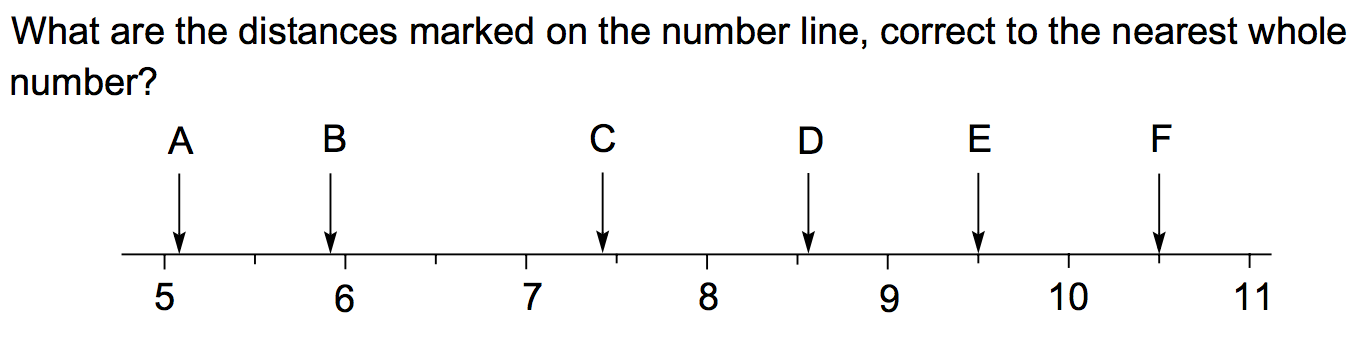 What are the distances marked on the number line, correct to the nearest whole
number?
A B C D E F
5 6 7 8 9 10 11